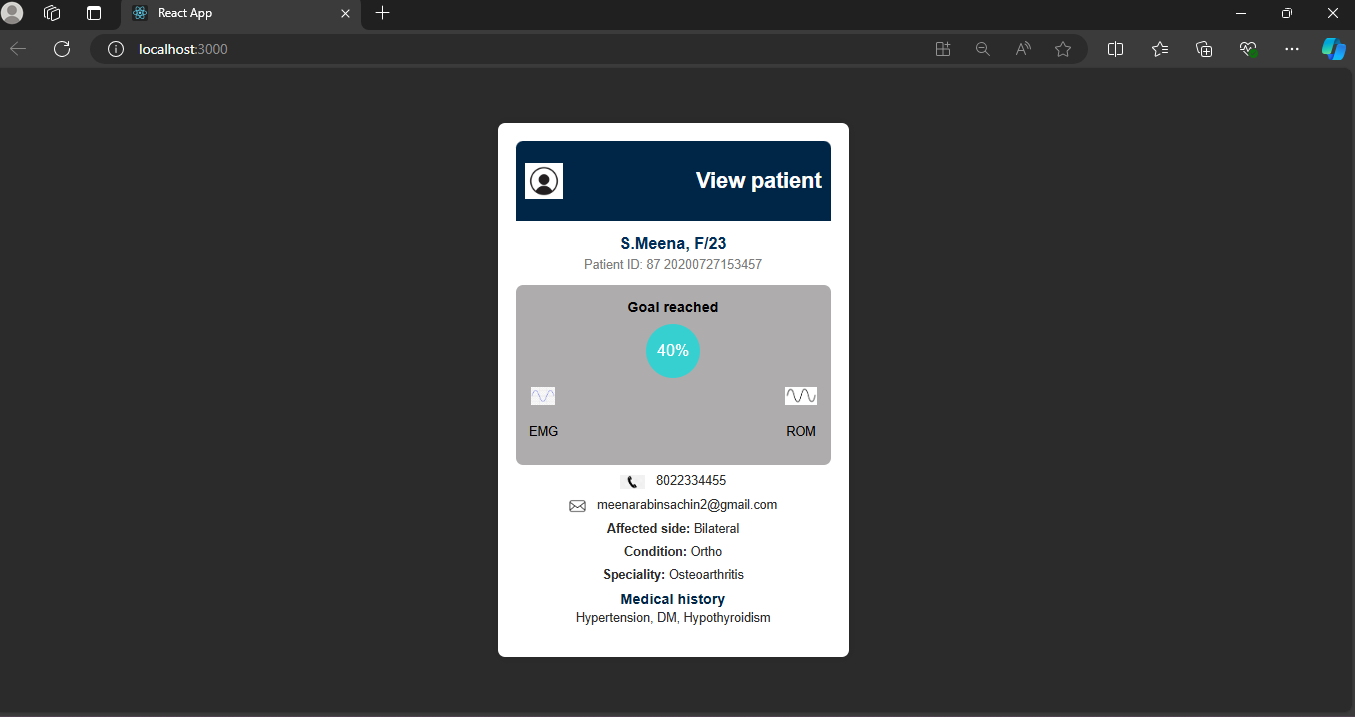 React App
localhost:3000
View patient
S.Meena, F/23
Patient ID: 87 20200727153457
Goal reached
40%
EMG
ROM
8022334455
meenarabinsachin2@gmail.com
Affected side: Bilateral
Condition: Ortho
Speciality: Osteoarthritis
Medical history
Hypertension, DM, Hypothyroidism